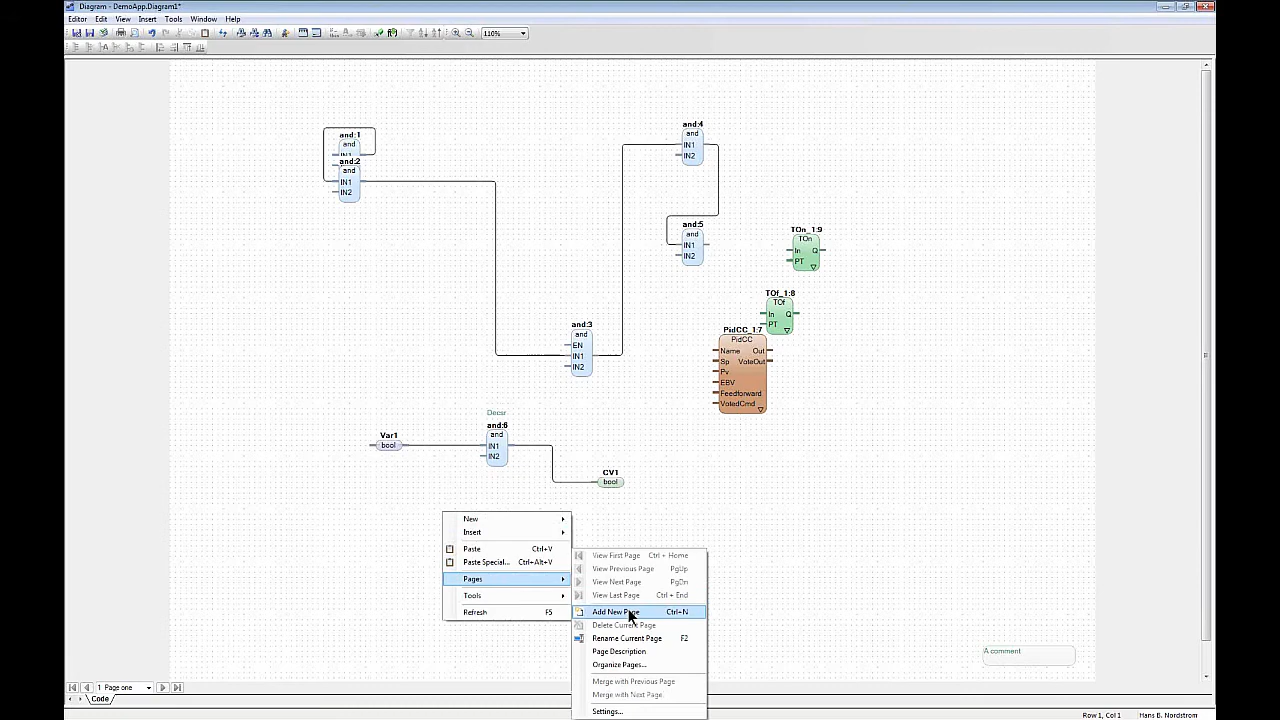 Diagram - DemoApp.Diagram1*
Editor Edit View Insert Tools Window Help
110%
and:1
and
IN1
and:2
and
IN1
IN2
and:4
and
IN1
IN2
and:5
and
IN1
IN2
TOn_1:9
TOn
In Q
PT
TOf_1:8
TOf
In Q
PT
and:3
and
EN
IN1
IN2
PidCC_1:7
PidCC
Name Out
Sp VoteOut
Pv
EBV
Feedforward
VotedCmd
Decsr
and:6
and
IN1
IN2
Var1
bool
CV1
bool
New
Insert
Paste Ctrl+V
Paste Special... Ctrl+Alt+V
Pages
Tools
Refresh F5
View First Page Ctrl + Home
View Previous Page PgUp
View Next Page PgDn
View Last Page Ctrl + End
Add New Page Ctrl+N
Delete Current Page
Rename Current Page F2
Page Description
Organize Pages...
Merge with Previous Page
Merge with Next Page
Settings...
A comment
1 Page one
Code
Row 1, Col 1 Hans B. Nordstrom